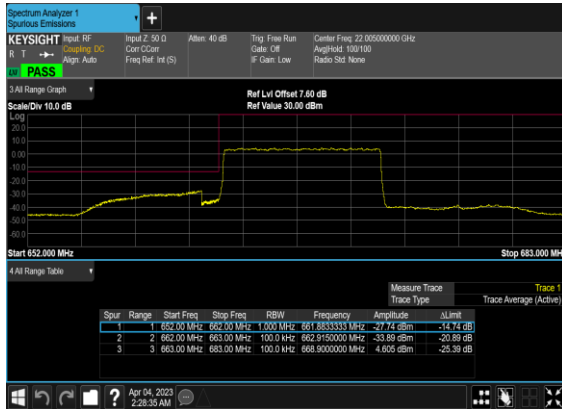 Spectrum Analyzer 1
Spurious Emissions
KEYSIGHT Input: RF Input Z: 50 Ω Atten: 40 dB Trig: Free Run Center Freq: 22.005000000 GHz
R T Coupling: DC Corr CCorr Gate: Off Avg|Hold: 100/100
Align: Auto Freq Ref: Int (S) IF Gain: Low Radio Std: None
LV PASS
3 All Range Graph
Ref Lvl Offset 7.60 dB
Scale/Div 10.0 dB Ref Value 30.00 dBm
Log
20.0
10.0
0.00
-10.0
-20.0
-30.0
-40.0
-50.0
-60.0
Start 652.000 MHz Stop 683.000 MHz
4 All Range Table
Measure Trace Trace 1
Trace Type Trace Average (Active)
Spur Range Start Freq Stop Freq RBW Frequency Amplitude ΔLimit
1 1 652.00 MHz 662.00 MHz 1.000 MHz 661.8833333 MHz -27.74 dBm -14.74 dB
2 2 662.00 MHz 663.00 MHz 100.0 kHz 662.9150000 MHz -33.89 dBm -20.89 dB
3 3 663.00 MHz 683.00 MHz 100.0 kHz 668.9000000 MHz 4.605 dBm -25.39 dB
? Apr 04, 2023
2:28:35 AM